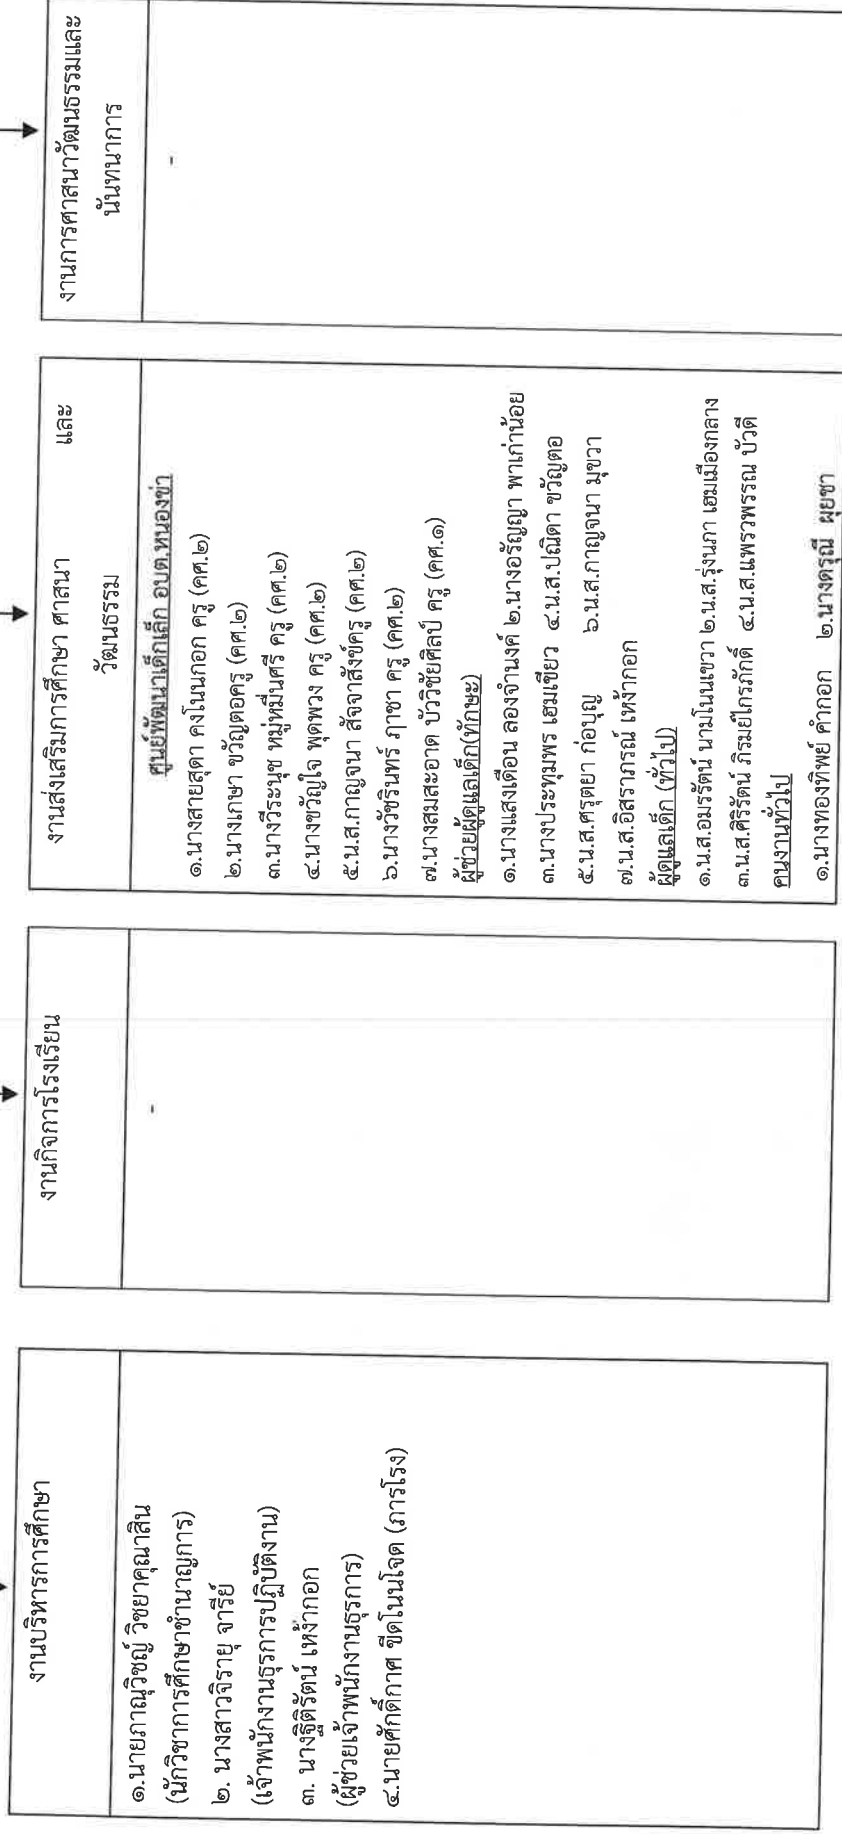 งานบริหารการศึกษา
๑.นายภาณุวิชญ์ วิชยาคุณาสิน
(นักวิชาการศึกษาชำนาญการ)
๒. นางสาวจิรายุ จารีย์
(เจ้าพนักงานธุรการปฏิบัติงาน)
๓. นางฐิติรัตน์ เหง้ากอก
(ผู้ช่วยเจ้าพนักงานธุรการ)
๔.นายศักดิ์กาศ ขีดโนนโจด (ภารโรง)
งานกิจการโรงเรียน
-
งานส่งเสริมการศึกษา ศาสนา และ
วัฒนธรรม
ศูนย์พัฒนาเด็กเล็ก อบต.หนองข่า
๑.นางสายสุดา คงโนนกอก ครู (คศ.๒)
๒.นางเกษา ขวัญตอครู (คศ.๒)
๓.นางวีระนุช หมู่หมื่นศรี ครู (คศ.๒)
๔.นางขวัญใจ พุดพวง ครู (คศ.๒)
๕.น.ส.กาญจนา สัจจาสังข์ครู (คศ.๒)
๖.นางวัชรินทร์ ภาชา ครู (คศ.๒)
๗.นางสมสะอาด บัววิชัยศิลป์ ครู (คศ.๑)
ผู้ช่วยผู้ดูแลเด็ก(ทักษะ)
๑.นางแสงเดือน ลองจำนงค์ ๒.นางอรัญญา พาเก่าน้อย
๓.นางประทุมพร เฮมเขียว ๔.น.ส.ปณิดา ขวัญตอ
๕.น.ส.ศรุตยา ก่อบุญ ๖.น.ส.กาญจนา มุขวา
๗.น.ส.อิสราภรณ์ เหง้ากอก
ผู้ดูแลเด็ก (ทั่วไป)
๑.น.ส.อมรรัตน์ นามโนนเขวา ๒.น.ส.รุ่งนภา เฮมเมืองกลาง
๓.น.ส.ศิริรัตน์ ภิรมย์ไกรภักดิ์ ๔.น.ส.แพรวพรรณ บัวดี
คนงานทั่วไป
๑.นางทองทิพย์ คำกอก ๒.นางดรุณี ผุยชา
งานการศาสนาวัฒนธรรมและ
นันทนาการ
-